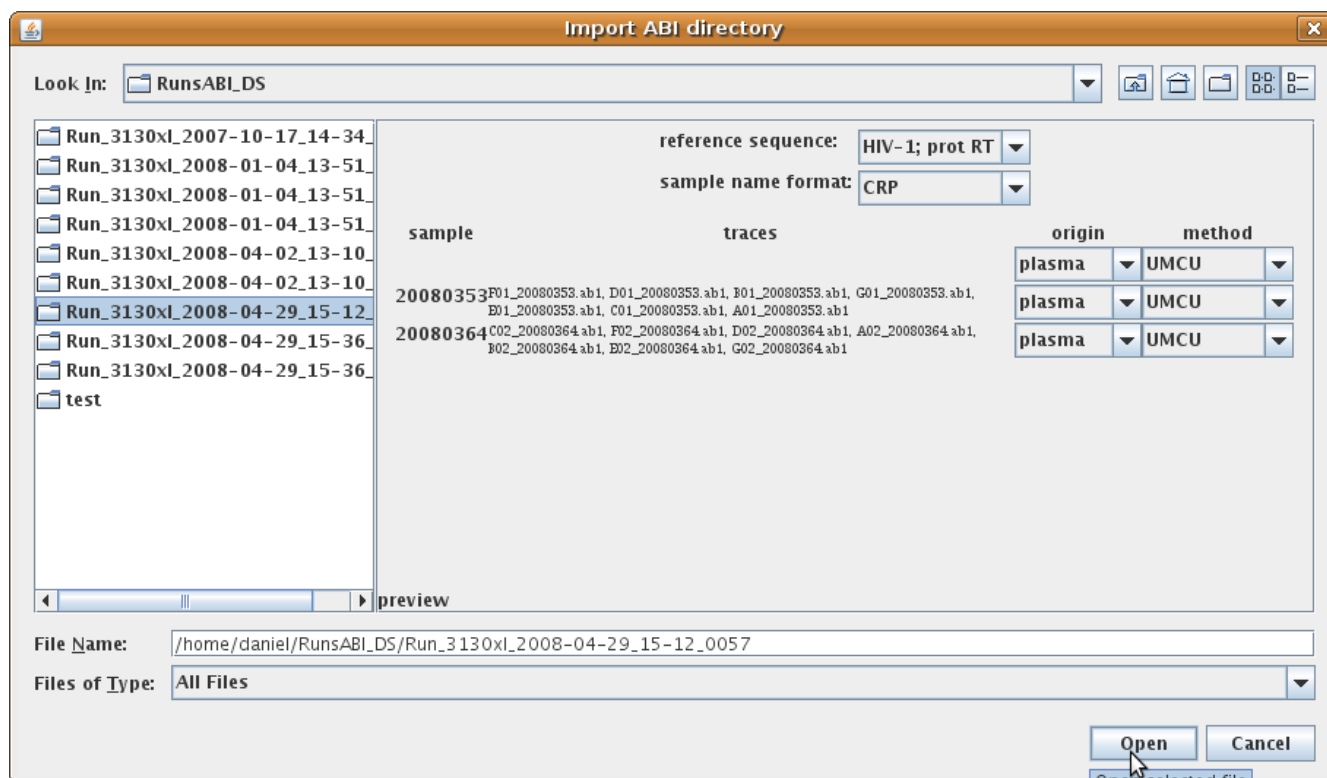 Import ABI directory
Look In: RunsABI_DS
Run_3130xl_2007-10-17_14-34_
Run_3130xl_2008-01-04_13-51_
Run_3130xl_2008-01-04_13-51_
Run_3130xl_2008-01-04_13-51_
Run_3130xl_2008-04-02_13-10_
Run_3130xl_2008-04-02_13-10_
Run_3130xl_2008-04-29_15-12_
Run_3130xl_2008-04-29_15-36_
Run_3130xl_2008-04-29_15-36_
test
reference sequence: HIV-1; prot RT
sample name format: CRP
sample traces origin method
plasma UMCU
20080353 F01_20080353.ab1, D01_20080353.ab1, B01_20080353.ab1, G01_20080353.ab1,
E01_20080353.ab1, C01_20080353.ab1, A01_20080353.ab1
plasma UMCU
20080364 C02_20080364.ab1, F02_20080364.ab1, D02_20080364.ab1, A02_20080364.ab1,
B02_20080364.ab1, E02_20080364.ab1, G02_20080364.ab1
plasma UMCU
preview
File Name: /home/daniel/RunsABI_DS/Run_3130xl_2008-04-29_15-12_0057
Files of Type: All Files
Open Cancel
selected file